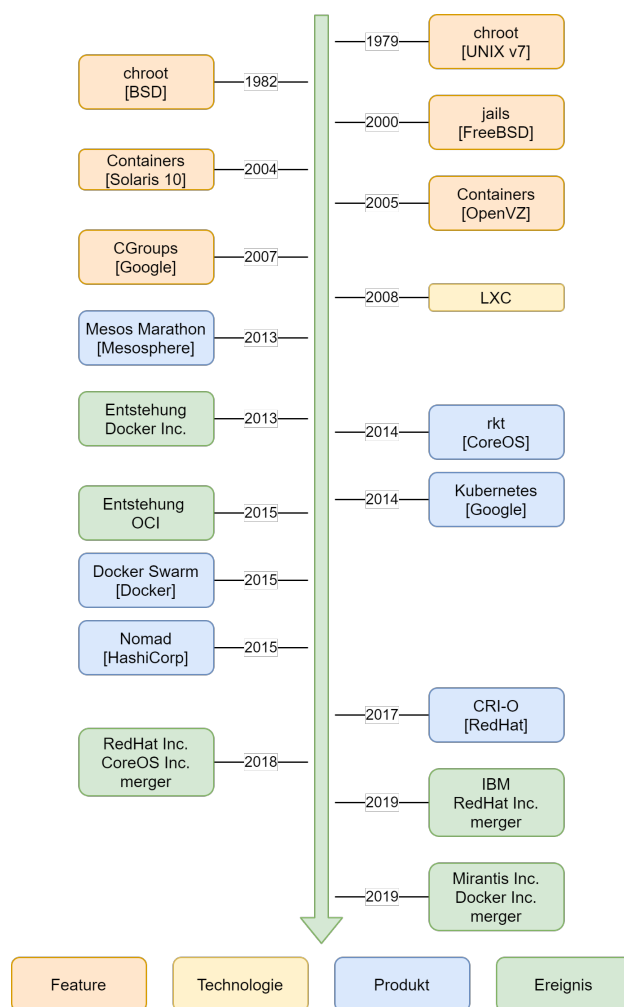 1979
chroot
[UNIX v7]
chroot
[BSD]
1982
2000
jails
[FreeBSD]
Containers
[Solaris 10]
2004
2005
Containers
[OpenVZ]
CGroups
[Google]
2007
2008
LXC
Mesos Marathon
[Mesosphere]
2013
Entstehung
Docker Inc.
2013
2014
rkt
[CoreOS]
2014
Kubernetes
[Google]
Entstehung
OCI
2015
Docker Swarm
[Docker]
2015
Nomad
[HashiCorp]
2015
2017
CRI-O
[RedHat]
RedHat Inc.
CoreOS Inc.
merger
2018
2019
IBM
RedHat Inc.
merger
2019
Mirantis Inc.
Docker Inc.
merger
Feature
Technologie
Produkt
Ereignis